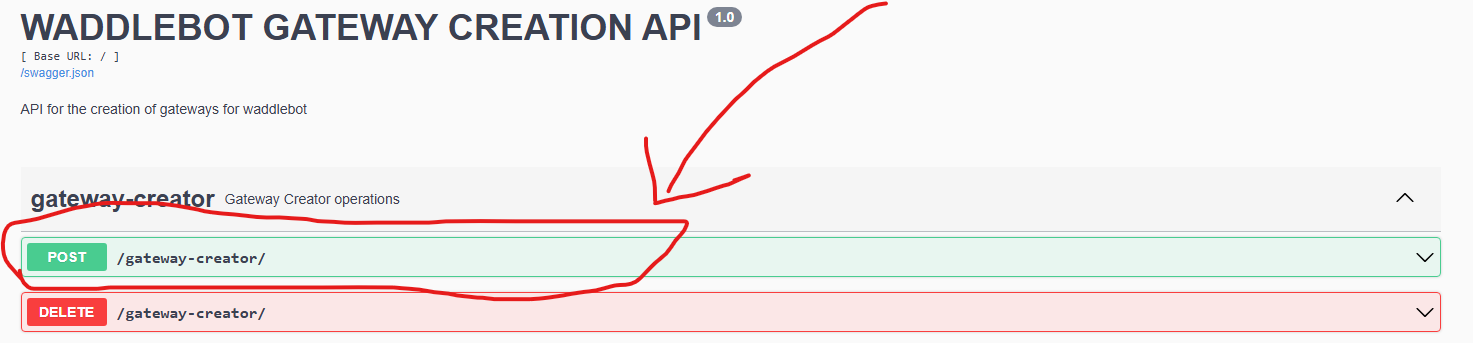 WADDLEBOT GATEWAY CREATION API 1.0
[ Base URL: / ]
/swagger.json
API for the creation of gateways for waddlebot
gateway-creator Gateway Creator operations
POST /gateway-creator/
DELETE /gateway-creator/